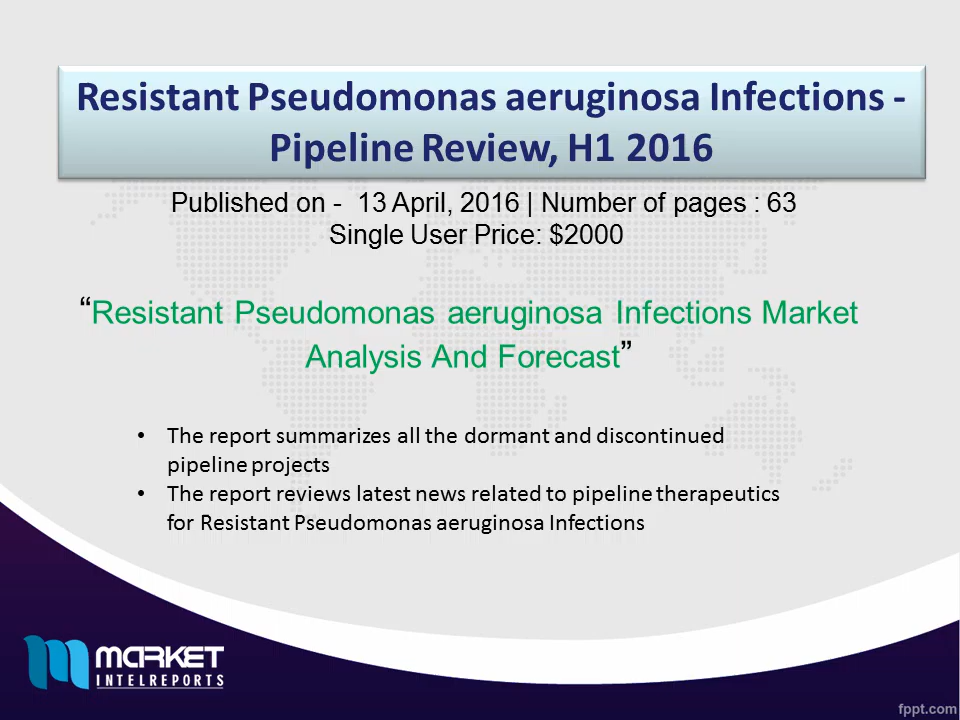 Resistant Pseudomonas aeruginosa Infections -
Pipeline Review, H1 2016
Published on -  13 April, 2016 | Number of pages : 63
Single User Price: $2000
“Resistant Pseudomonas aeruginosa Infections Market
Analysis And Forecast”
• The report summarizes all the dormant and discontinued
pipeline projects
• The report reviews latest news related to pipeline therapeutics
for Resistant Pseudomonas aeruginosa Infections
MARKET
INTELREPORTS
fppt.com